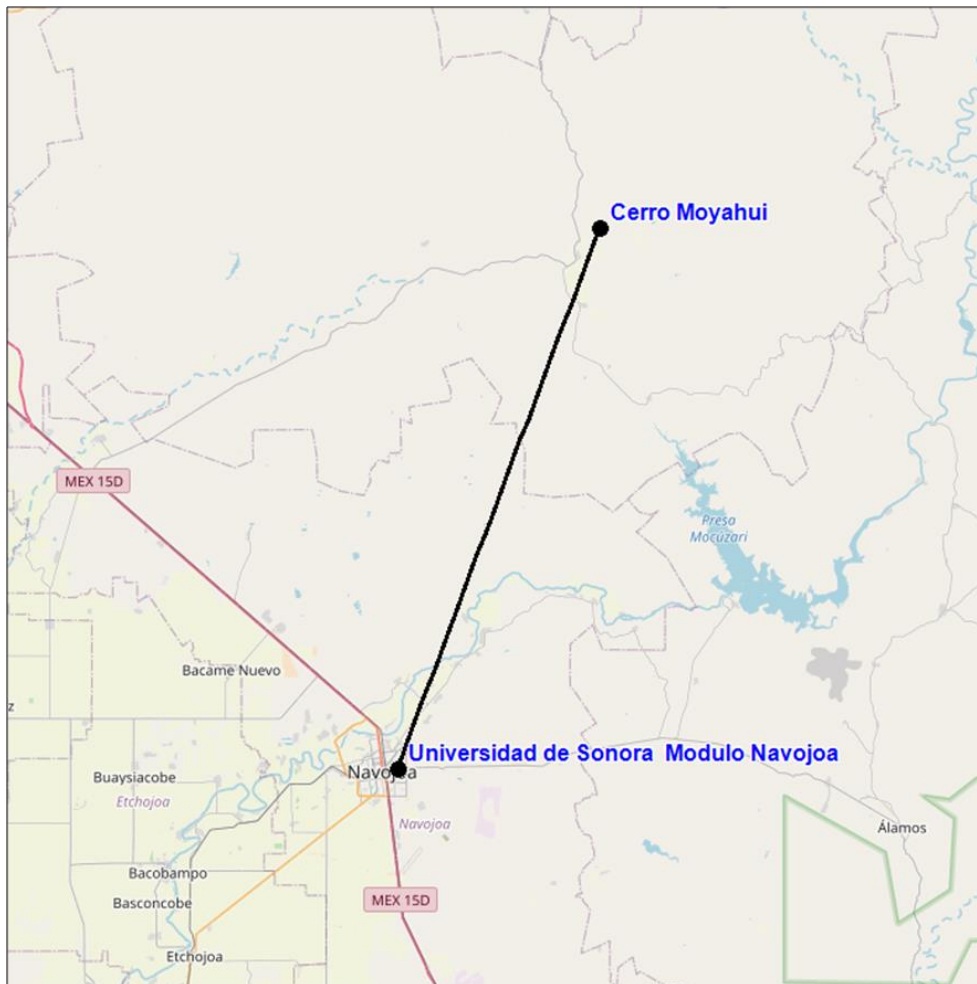 Cerro Moyahui
MEX 15D
Presa
Mocúzari
Bacame Nuevo
z
Universidad de Sonora  Modulo Navojoa
Navojoa
Buaysiacobe
Etchojoa
Navojoa
Álamos
Bacobampo
MEX 15D
Basconcobe
Etchojoa